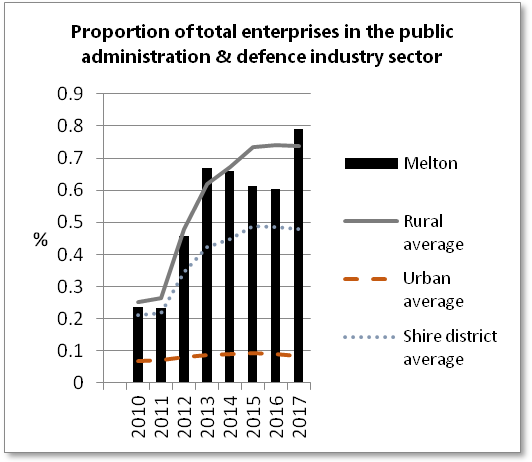 Proportion of total enterprises in the public
administration & defence industry sector
0.9
0.8
0.7
0.6
0.5
0.4
0.3
0.2
0.1
0
%
2010
2011
2012
2013
2014
2015
2016
2017
Melton
Rural
average
Urban
average
Shire district
average